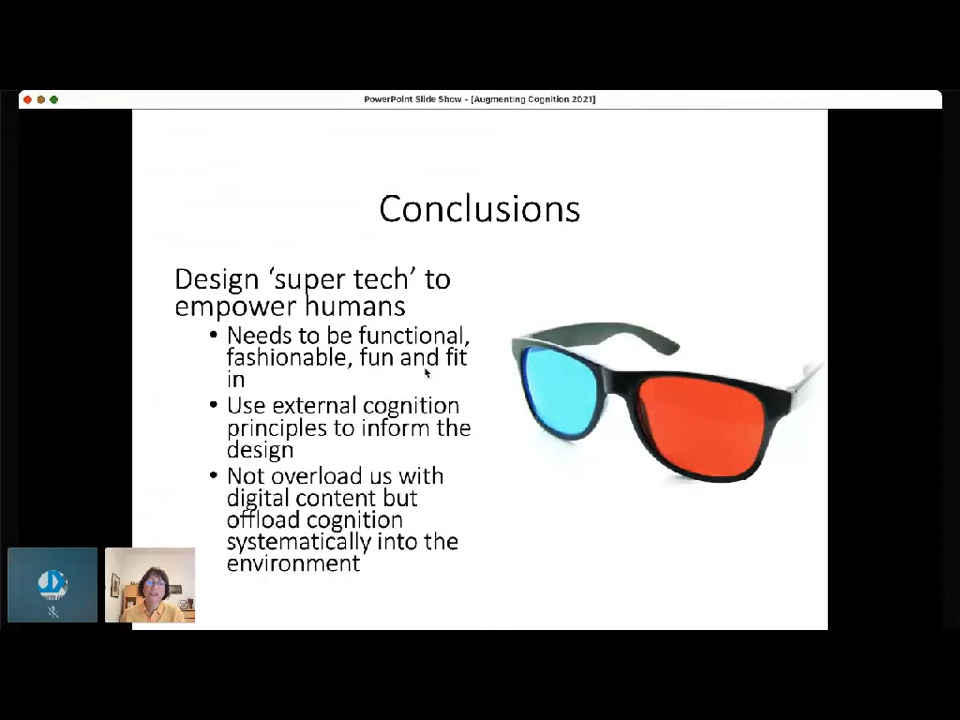 PowerPoint Slide Show - [Augmenting Cognition 2021]
Conclusions
Design ‘super tech’ to
empower humans
• Needs to be functional,
fashionable, fun and fit
in
• Use external cognition
principles to inform the
design
• Not overload us with
digital content but
offload cognition
systematically into the
environment